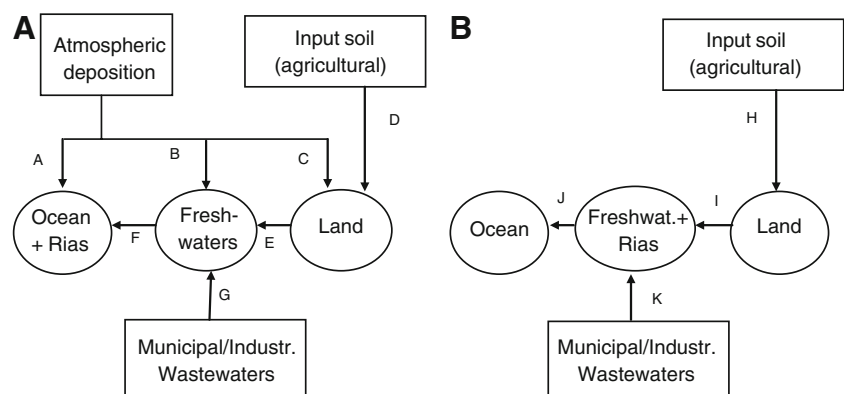 A
Atmospheric
deposition
Input soil
(agricultural)
D
A
B
C
Ocean
+ Rias
F
Fresh-
waters
E
Land
G
Municipal/Industr.
Wastewaters
B
Input soil
(agricultural)
H
Ocean
J
Freshwat.+
Rias
I
Land
K
Municipal/Industr.
Wastewaters